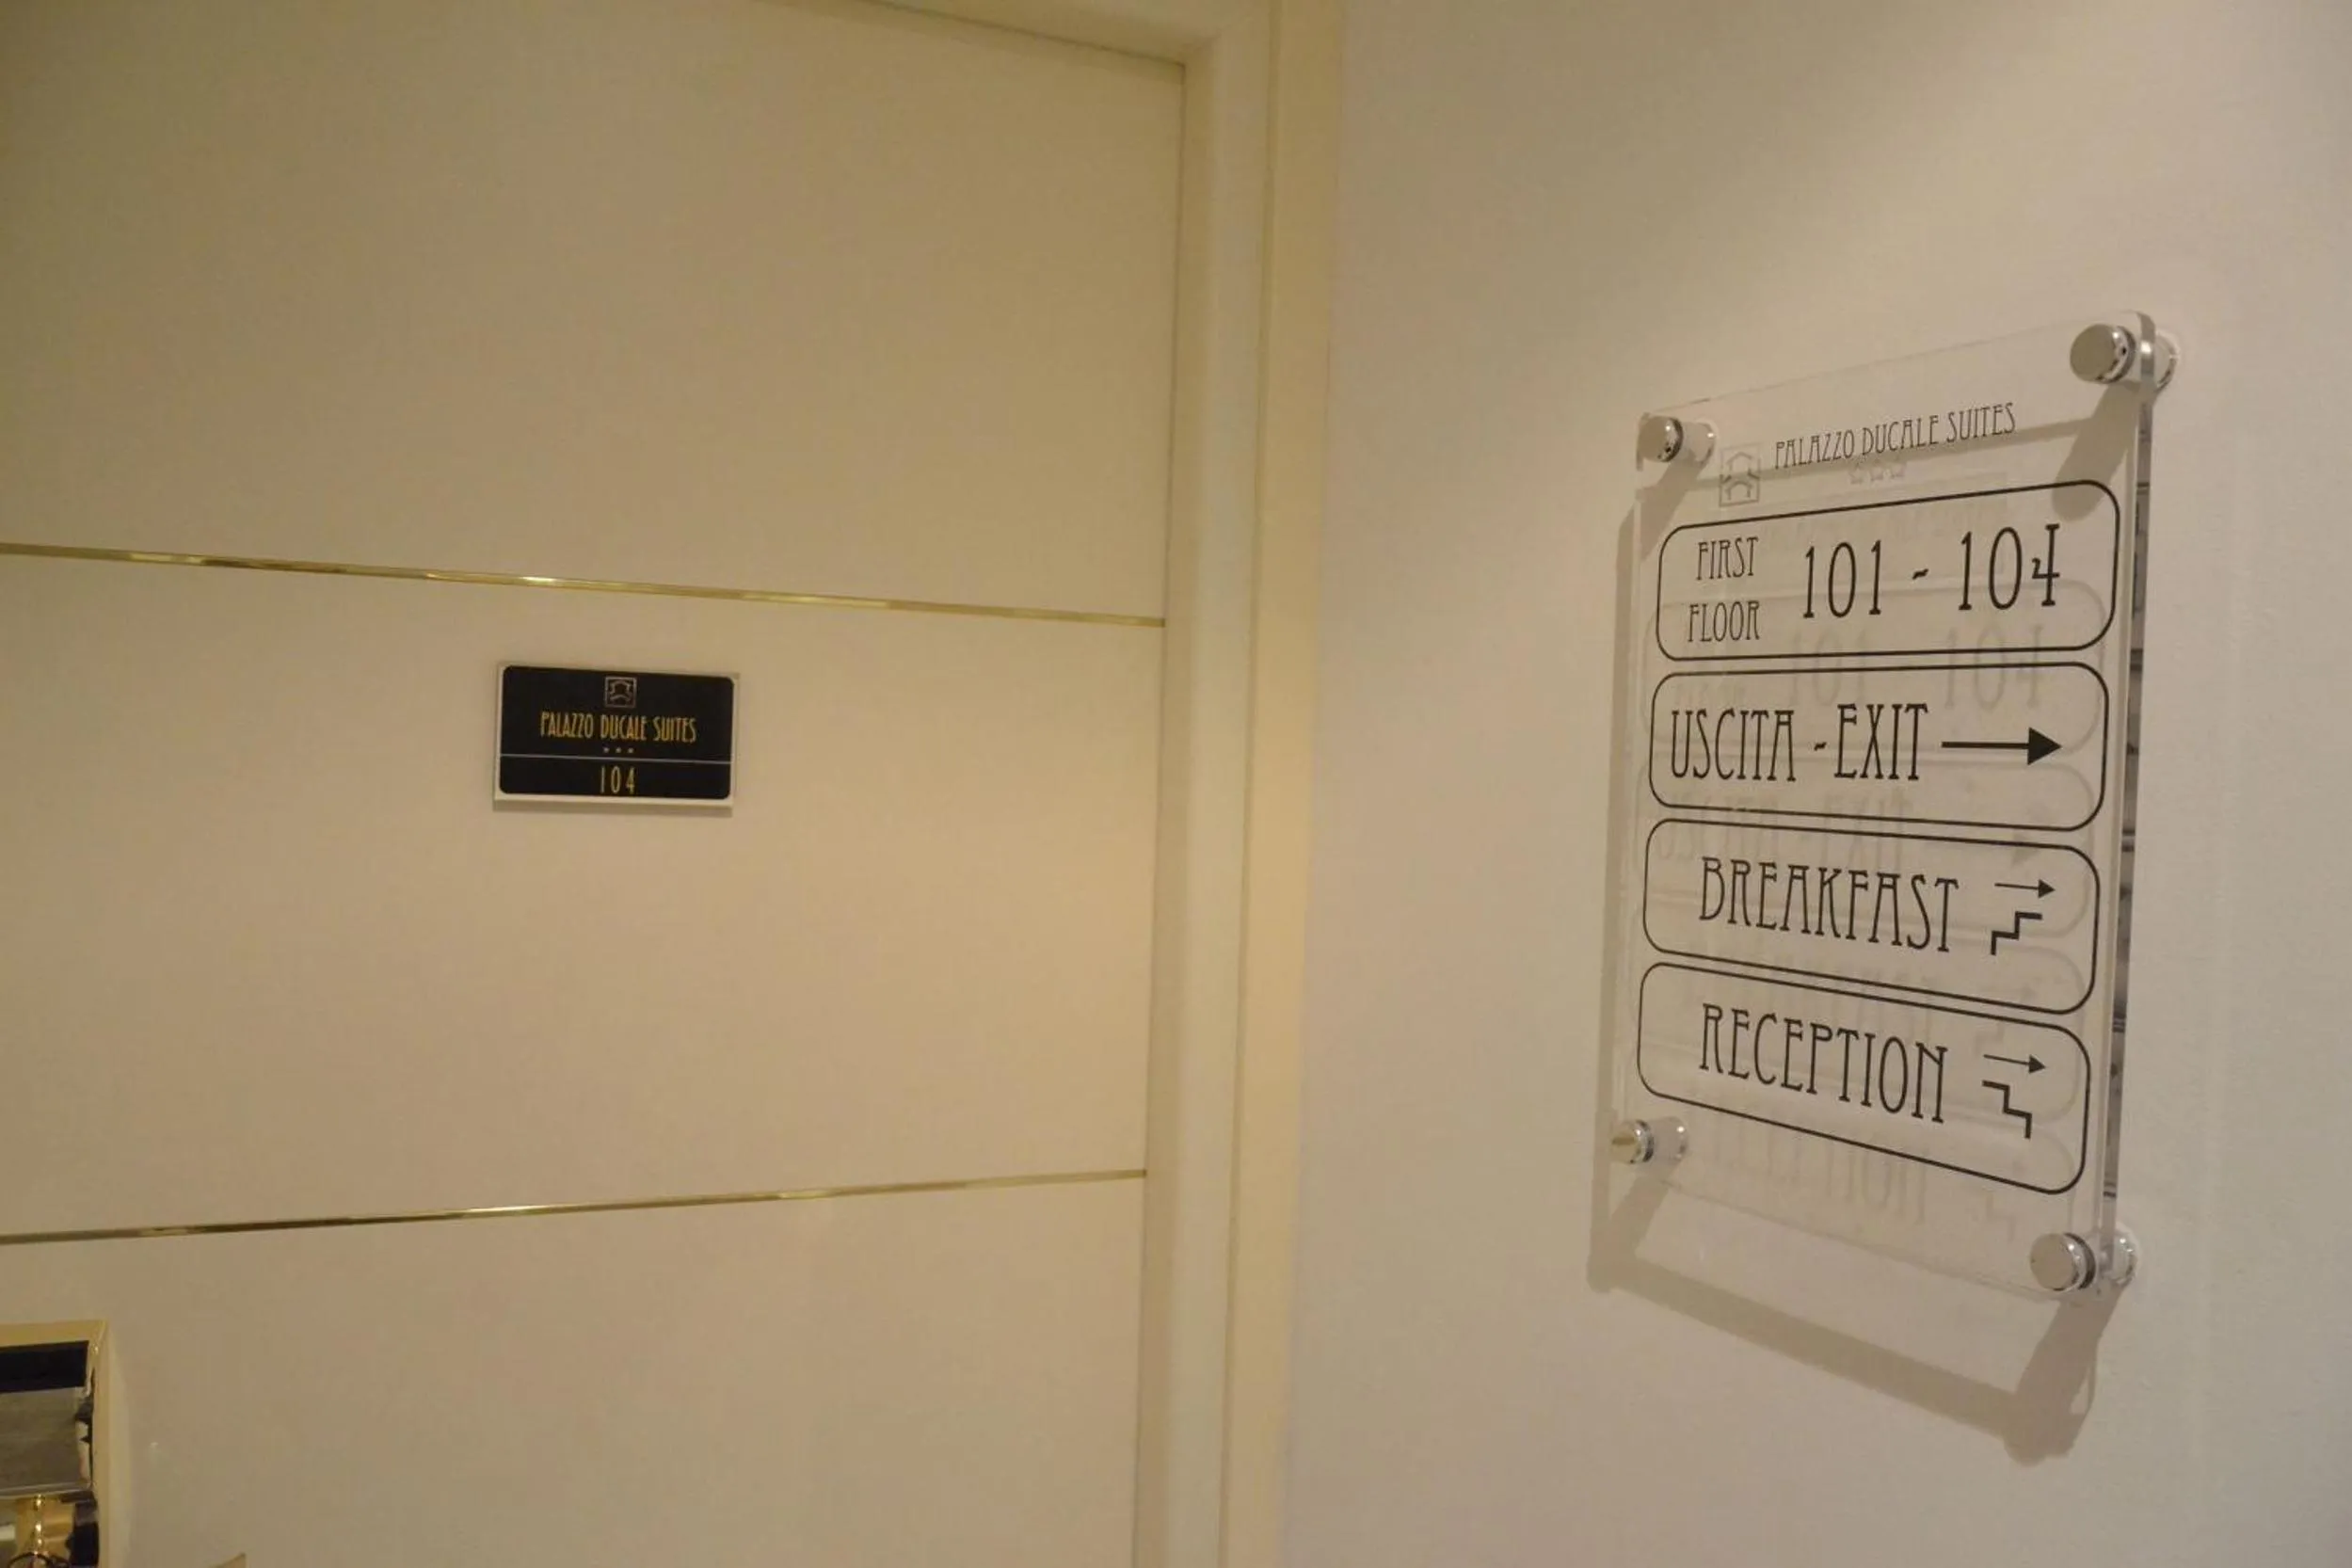 PALAZZO DUCALE SUITES
104
PALAZZO DUCALE SUITES
FIRST
FLOOR
101 - 104
USCITA - EXIT
BREAKFAST
RECEPTION